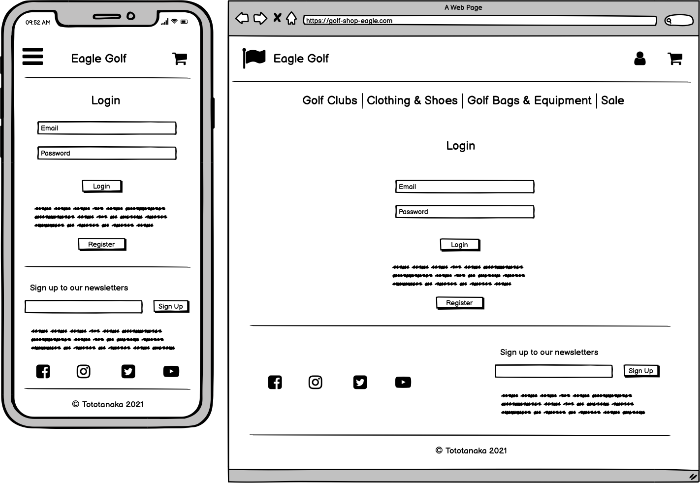 09:52 AM
Eagle Golf
Login
Email
Password
Login
Register
Sign up to our newsletters
Sign Up
© Tototanaka 2021
A Web Page
https://golf-shop-eagle.com
Eagle Golf
Golf Clubs | Clothing & Shoes | Golf Bags & Equipment | Sale
Login
Email
Password
Login
Register
Sign up to our newsletters
Sign Up
© Tototanaka 2021